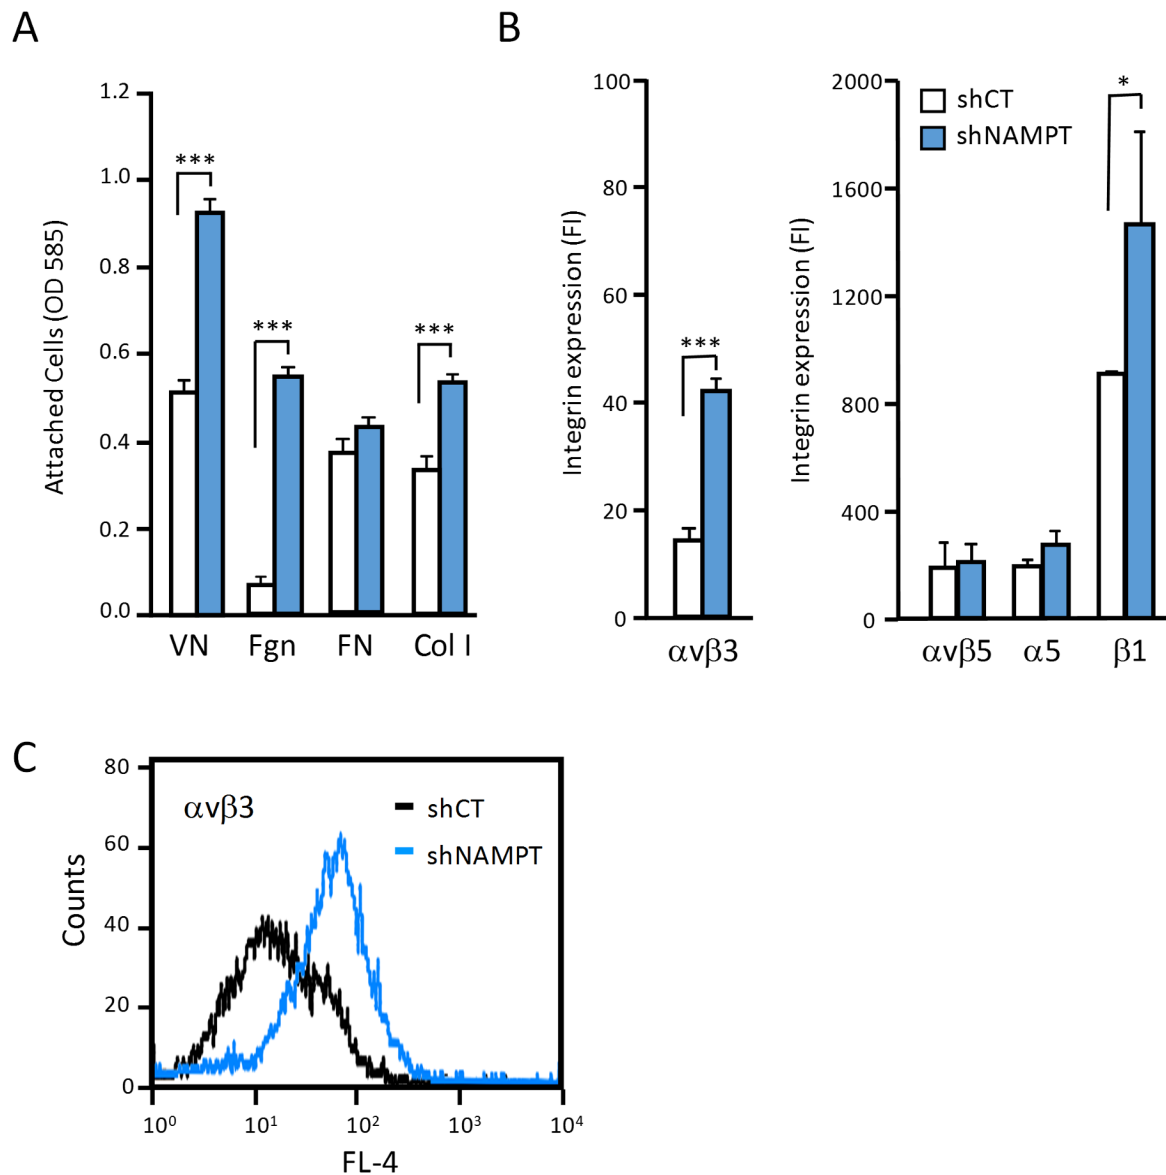 A
Attached Cells (OD 585)
1.2
1.0
0.8
0.6
0.4
0.2
0.0
***
***
***
VN Fgn FN Col I
B
Integrin expression (FI)
100
80
60
40
20
0
***
αvβ3
Integrin expression (FI)
2000
1600
1200
800
400
0
shCT
shNAMPT
*
αvβ5 α5 β1
C
Counts
80
60
40
20
0
αvβ3
shCT
shNAMPT
10⁰ 10¹ 10² 10³ 10⁴
FL-4